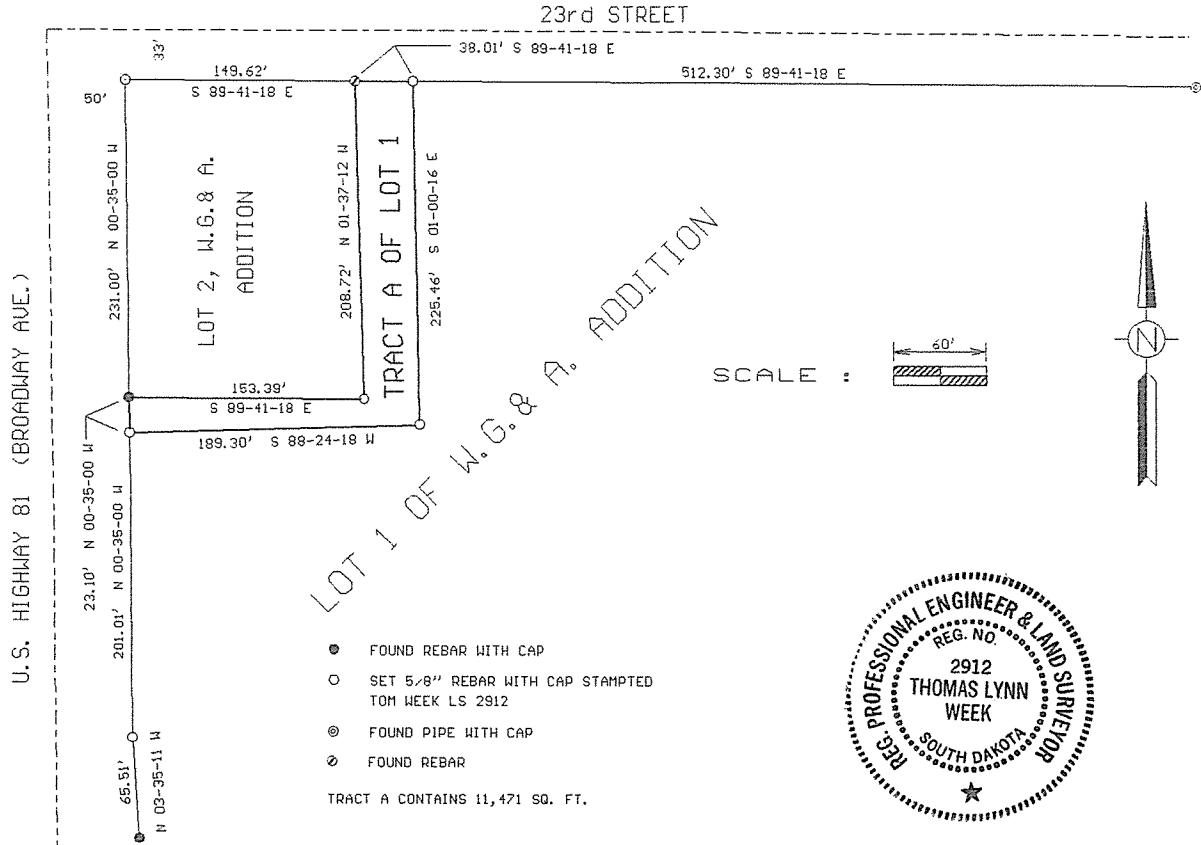 23rd STREET
38.01' S 89-41-18 E
33'
149.62'
S 89-41-18 E
512.30' S 89-41-18 E
50'
231.00' N 00-35-00 W
LOT 2, W.G.& A.
ADDITION
208.72' N 01-37-12 W
TRACT A OF LOT 1
225.46' S 01-00-16 E
U.S. HIGHWAY 81 (BROADWAY AVE.)
153.39'
S 89-41-18 E
189.30' S 88-24-18 W
23.10' N 00-35-00 W
201.01' N 00-35-00 W
LOT 1 OF W.G.& A. ADDITION
SCALE :
60'
N
65.51'
N 03-35-11 W
FOUND REBAR WITH CAP
SET 5/8" REBAR WITH CAP STAMPTED
TOM WEEK LS 2912
FOUND PIPE WITH CAP
FOUND REBAR
TRACT A CONTAINS 11,471 SQ. FT.
REG. PROFESSIONAL ENGINEER & LAND SURVEYOR
REG. NO.
2912
THOMAS LYNN
WEEK
SOUTH DAKOTA